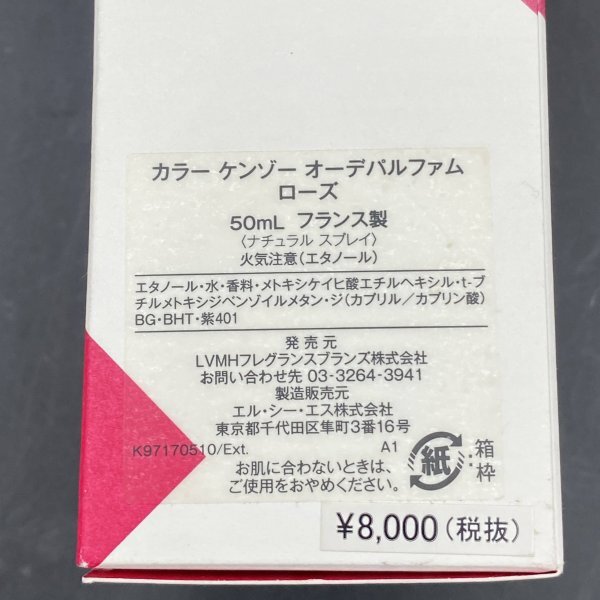 カラー ケンゾー オーデパルファム
ローズ
50mL フランス製
〈ナチュラル スプレイ〉
火気注意(エタノール)
エタノール・水・香料・メトキシケイヒ酸エチルヘキシル・t-ブ
チルメトキシジベンゾイルメタン・ジ(カプリル/カプリン酸)
BG・BHT・紫401
発売元
LVMHフレグランスブランズ株式会社
お問い合わせ先 03-3264-3941
製造販売元
エル・シー・エス株式会社
東京都千代田区隼町3番16号
K97170510/Ext. A1
お肌に合わないときは、
ご使用をおやめください。
紙:箱
枠
¥8,000(税抜)